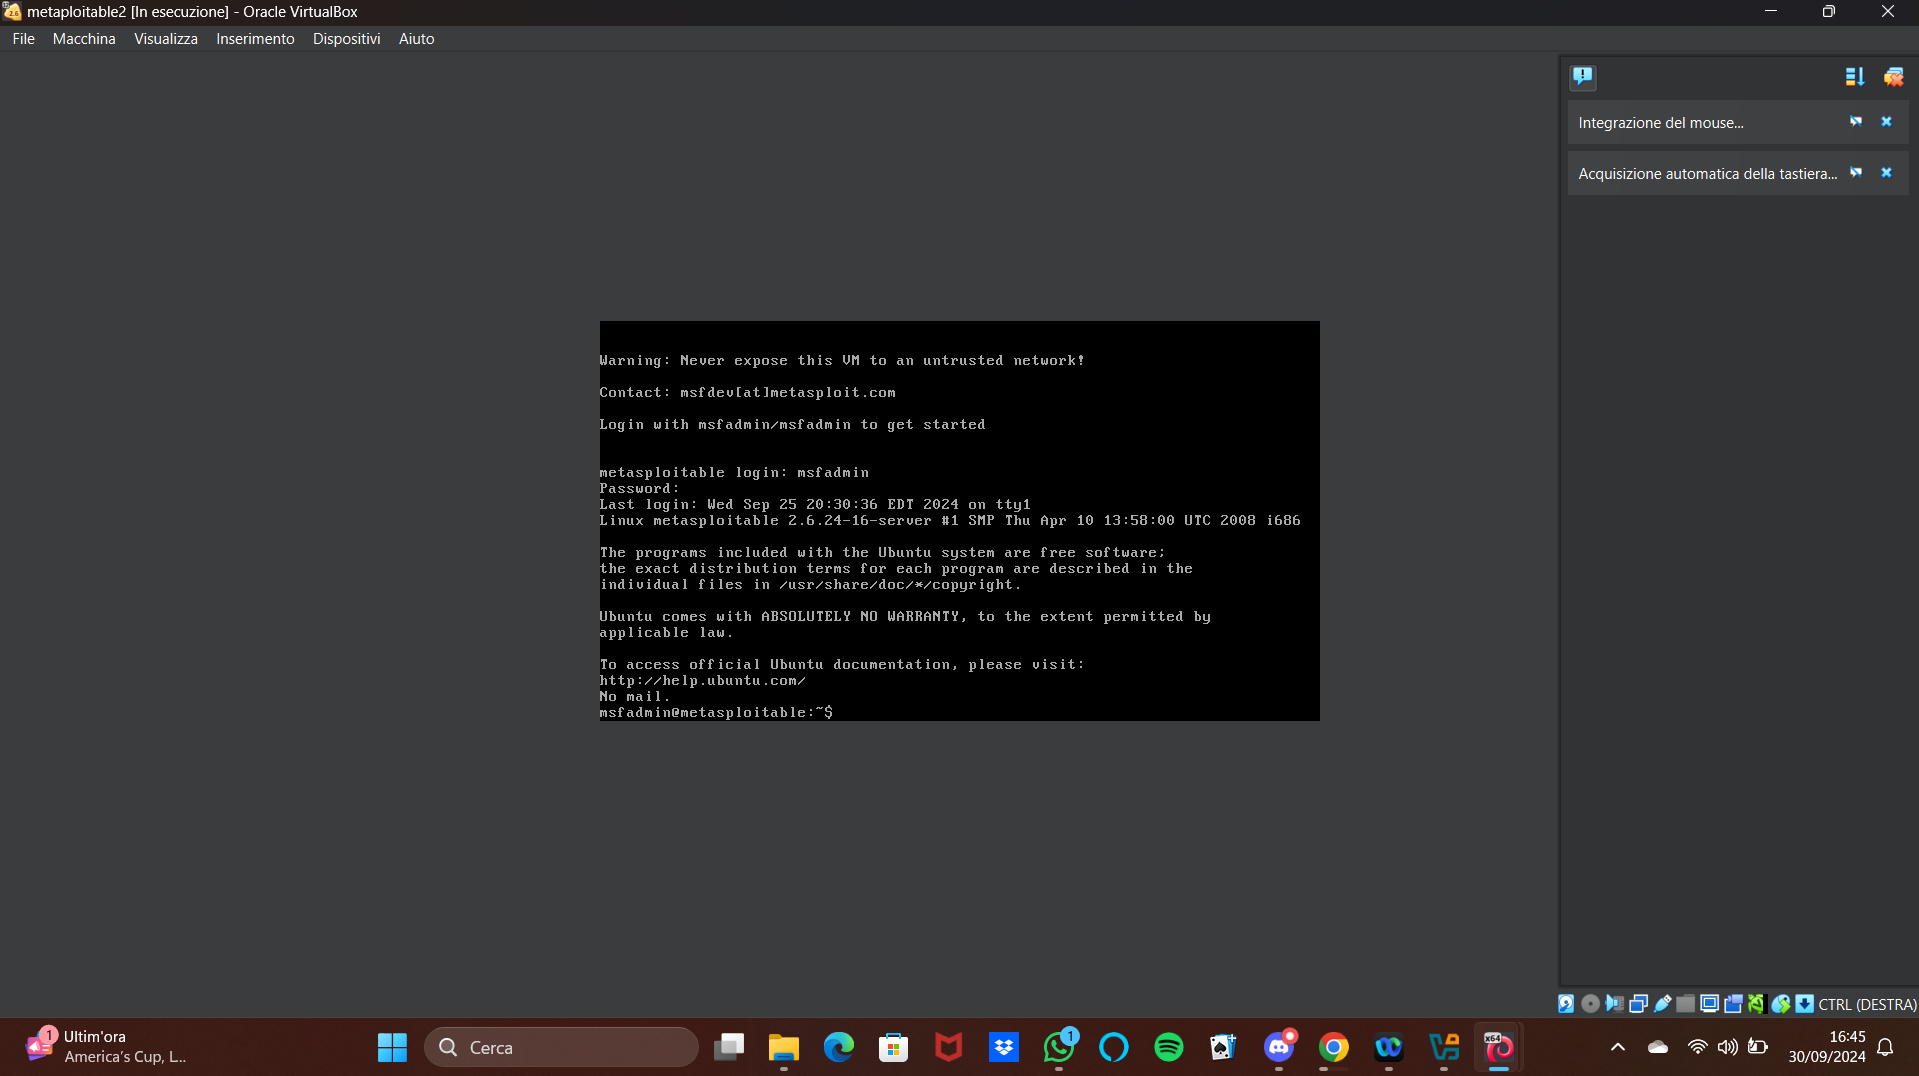 metaploitable2 [In esecuzione] - Oracle VirtualBox
File Macchina Visualizza Inserimento Dispositivi Aiuto
Integrazione del mouse...
Acquisizione automatica della tastiera...
Warning: Never expose this VM to an untrusted network!
Contact: msfdev[at]metasploit.com
Login with msfadmin/msfadmin to get started
metasploitable login: msfadmin
Password:
Last login: Wed Sep 25 20:30:36 EDT 2024 on tty1
Linux metasploitable 2.6.24-16-server #1 SMP Thu Apr 10 13:58:00 UTC 2008 i686
The programs included with the Ubuntu system are free software;
the exact distribution terms for each program are described in the
individual files in /usr/share/doc/*/copyright.
Ubuntu comes with ABSOLUTELY NO WARRANTY, to the extent permitted by
applicable law.
To access official Ubuntu documentation, please visit:
http://help.ubuntu.com/
No mail.
msfadmin@metasploitable:~$
CTRL (DESTRA)
1
Ultim'ora
America's Cup, L...
Cerca
1
X64
16:45
30/09/2024